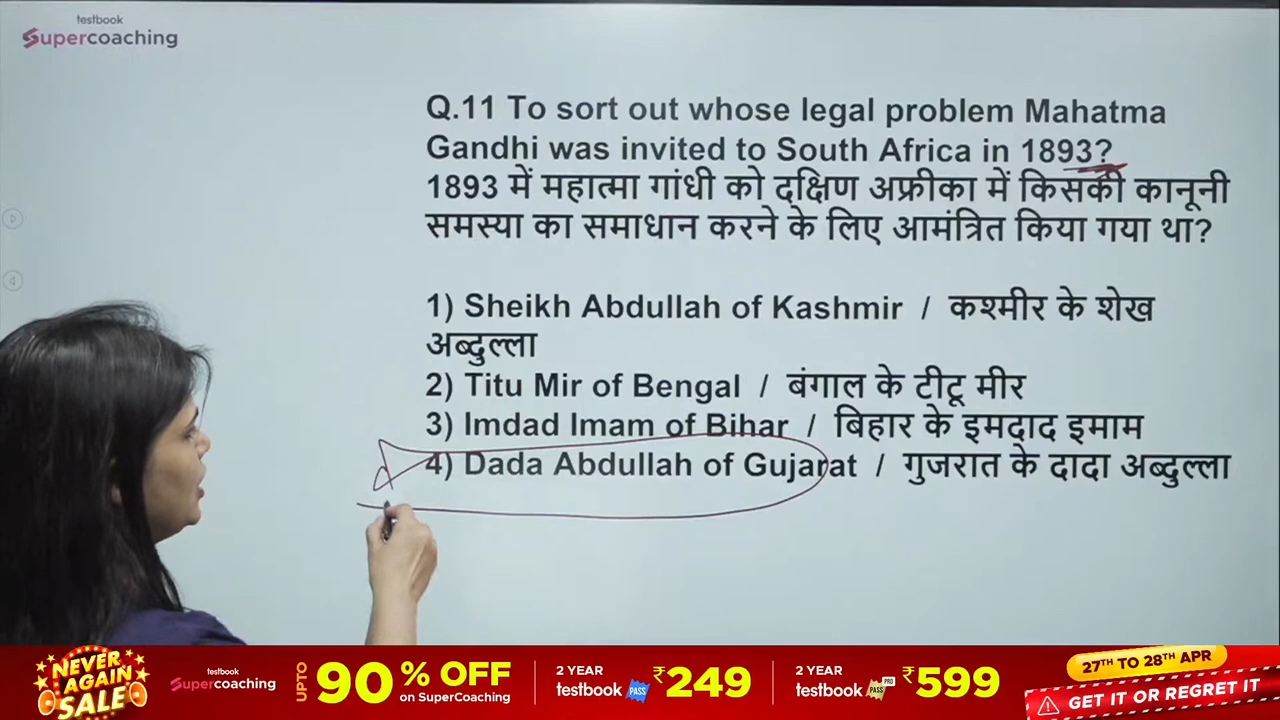 testbook
Supercoaching
Q.11 To sort out whose legal problem Mahatma
Gandhi was invited to South Africa in 1893?
1893 में महात्मा गांधी को दक्षिण अफ्रीका में किसकी कानूनी
समस्या का समाधान करने के लिए आमंत्रित किया गया था?
1) Sheikh Abdullah of Kashmir / कश्मीर के शेख
अब्दुल्ला
2) Titu Mir of Bengal / बंगाल के टीटू मीर
3) Imdad Imam of Bihar / बिहार के इमदाद इमाम
4) Dada Abdullah of Gujarat / गुजरात के दादा अब्दुल्ला
NEVER
AGAIN
SALE
testbook
Supercoaching
UPTO
90% OFF
on SuperCoaching
2 YEAR
testbook PASS
₹249
2 YEAR
testbook PASS PRO
₹599
27TH TO 28TH APR
GET IT OR REGRET IT